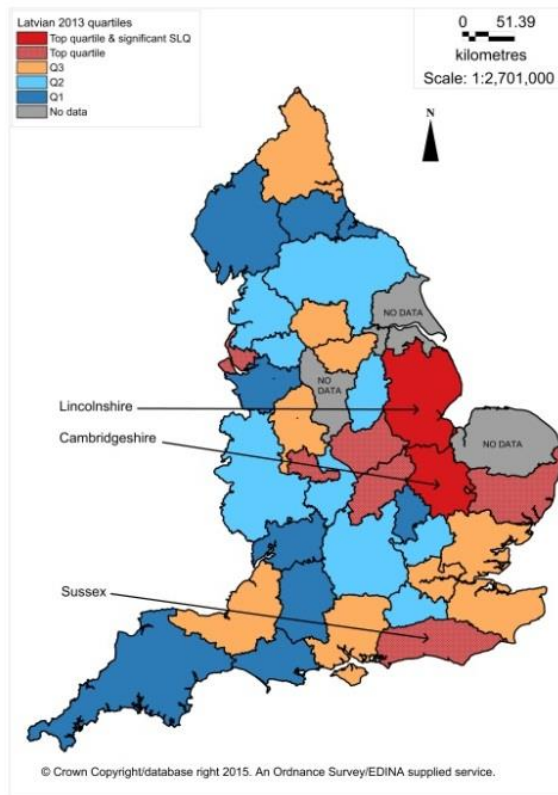 Latvian 2013 quartiles
Top quartile & significant SLQ
Top quartile
Q3
Q2
Q1
No data
0 51.39
kilometres
Scale: 1:2,701,000
N
NO DATA
NO DATA
Lincolnshire
Cambridgeshire
NO DATA
Sussex
© Crown Copyright/database right 2015. An Ordnance Survey/EDINA supplied service.